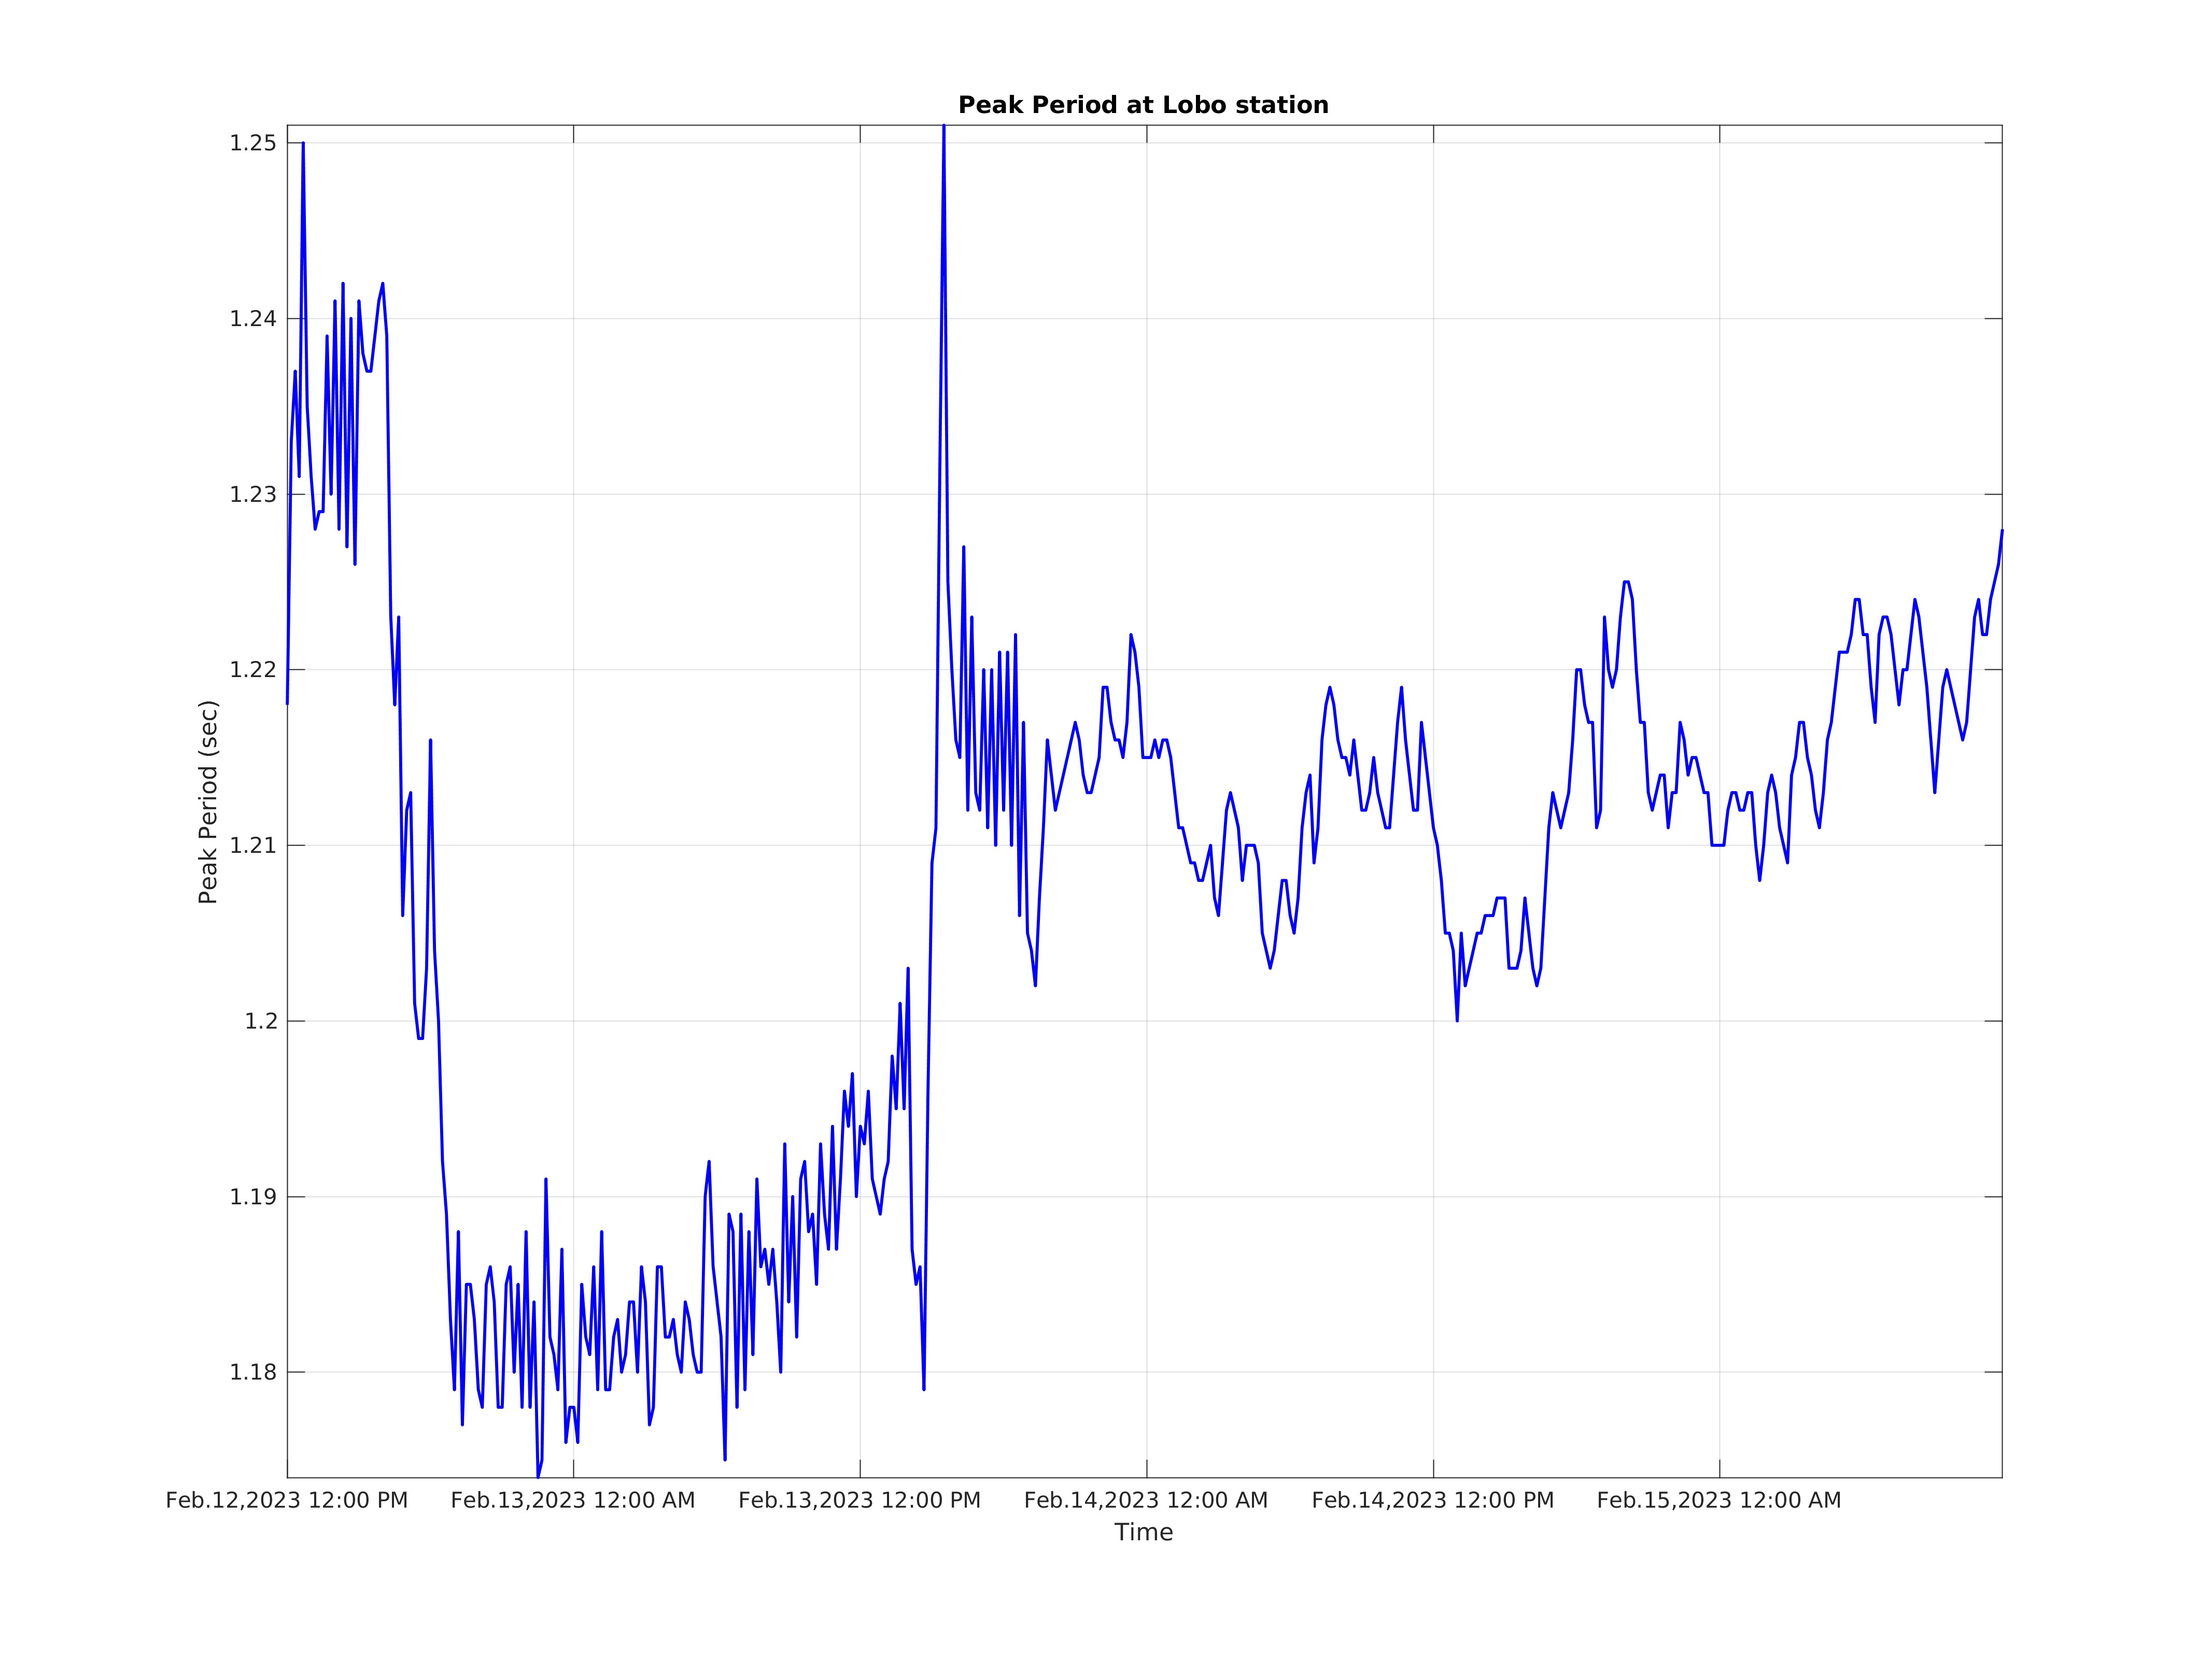 Peak Period at Lobo station
Peak Period (sec)
1.25
1.24
1.23
1.22
1.21
1.2
1.19
1.18
Feb.12,2023 12:00 PM
Feb.13,2023 12:00 AM
Feb.13,2023 12:00 PM
Feb.14,2023 12:00 AM
Feb.14,2023 12:00 PM
Feb.15,2023 12:00 AM
Time